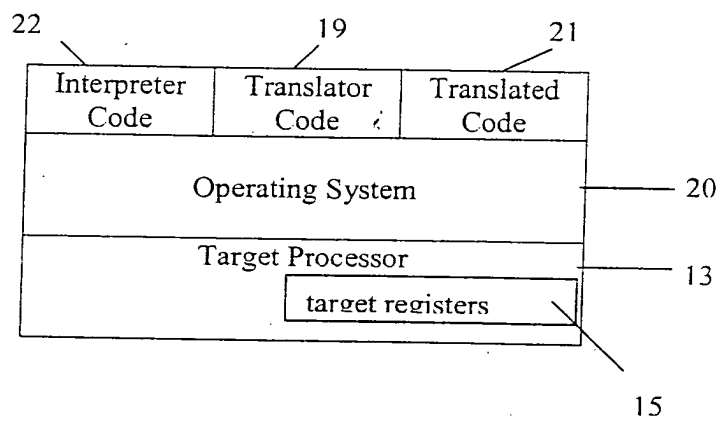 22
19
21
Interpreter
Code
Translator
Code
Translated
Code
Operating System
20
Target Processor
13
target registers
15